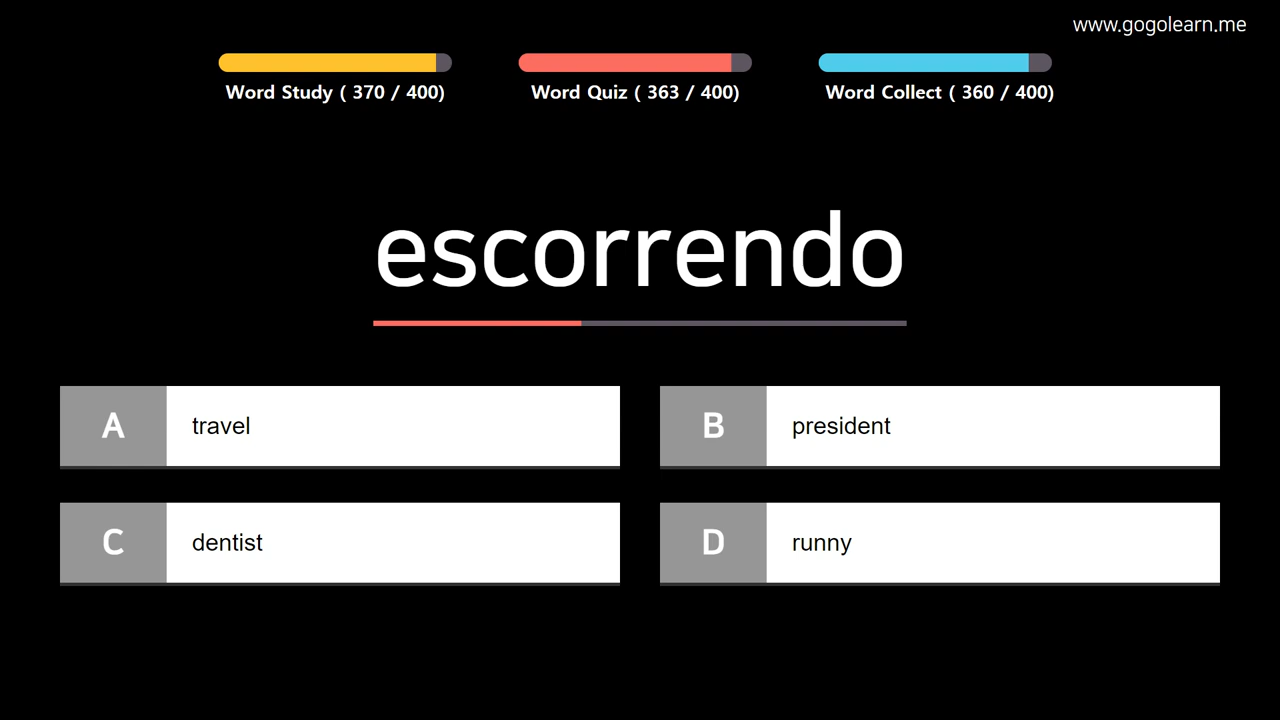 www.gogolearn.me
Word Study ( 370 / 400)
Word Quiz ( 363 / 400)
Word Collect ( 360 / 400)
escorrendo
A travel
B president
C dentist
D runny